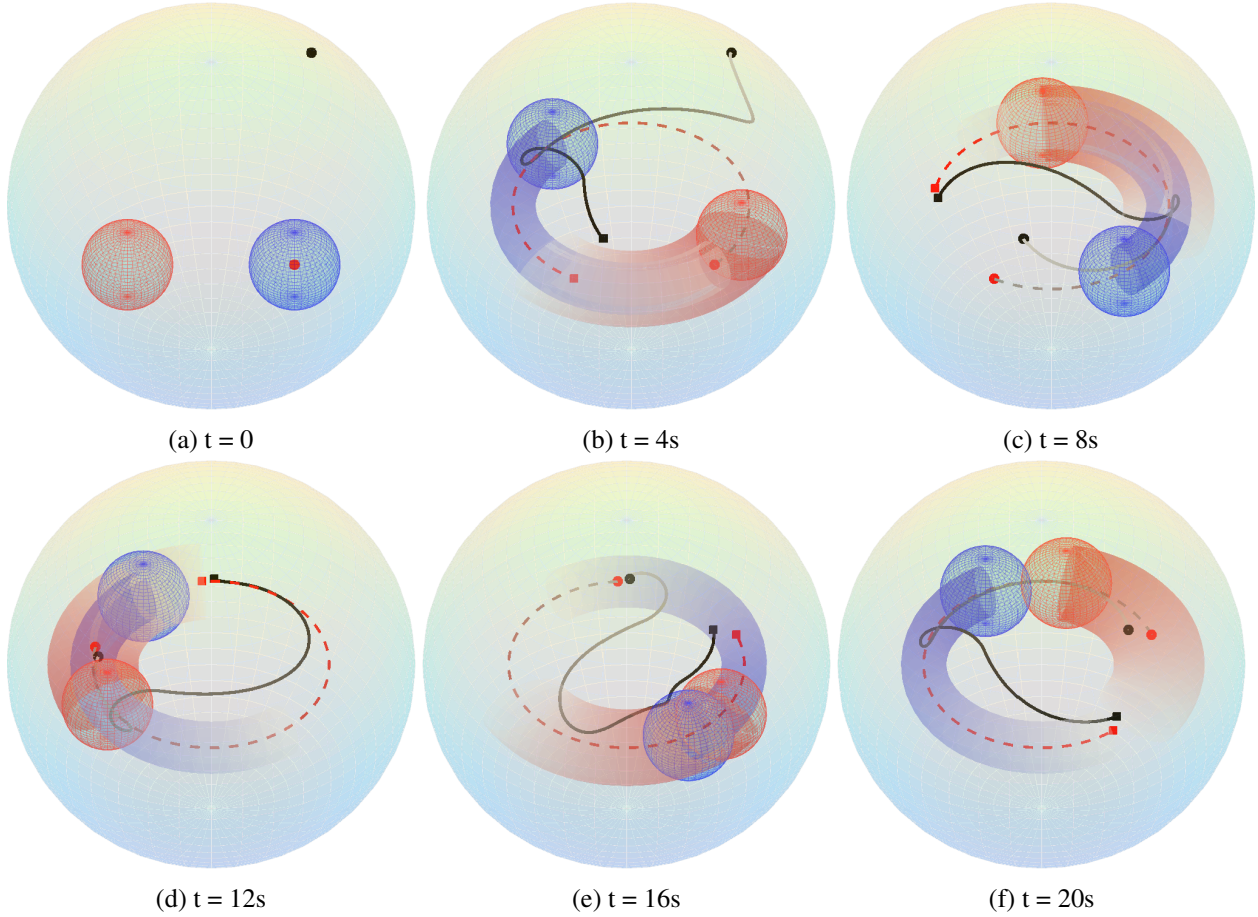 (a) t = 0
(b) t = 4s
(c) t = 8s
(d) t = 12s
(e) t = 16s
(f) t = 20s